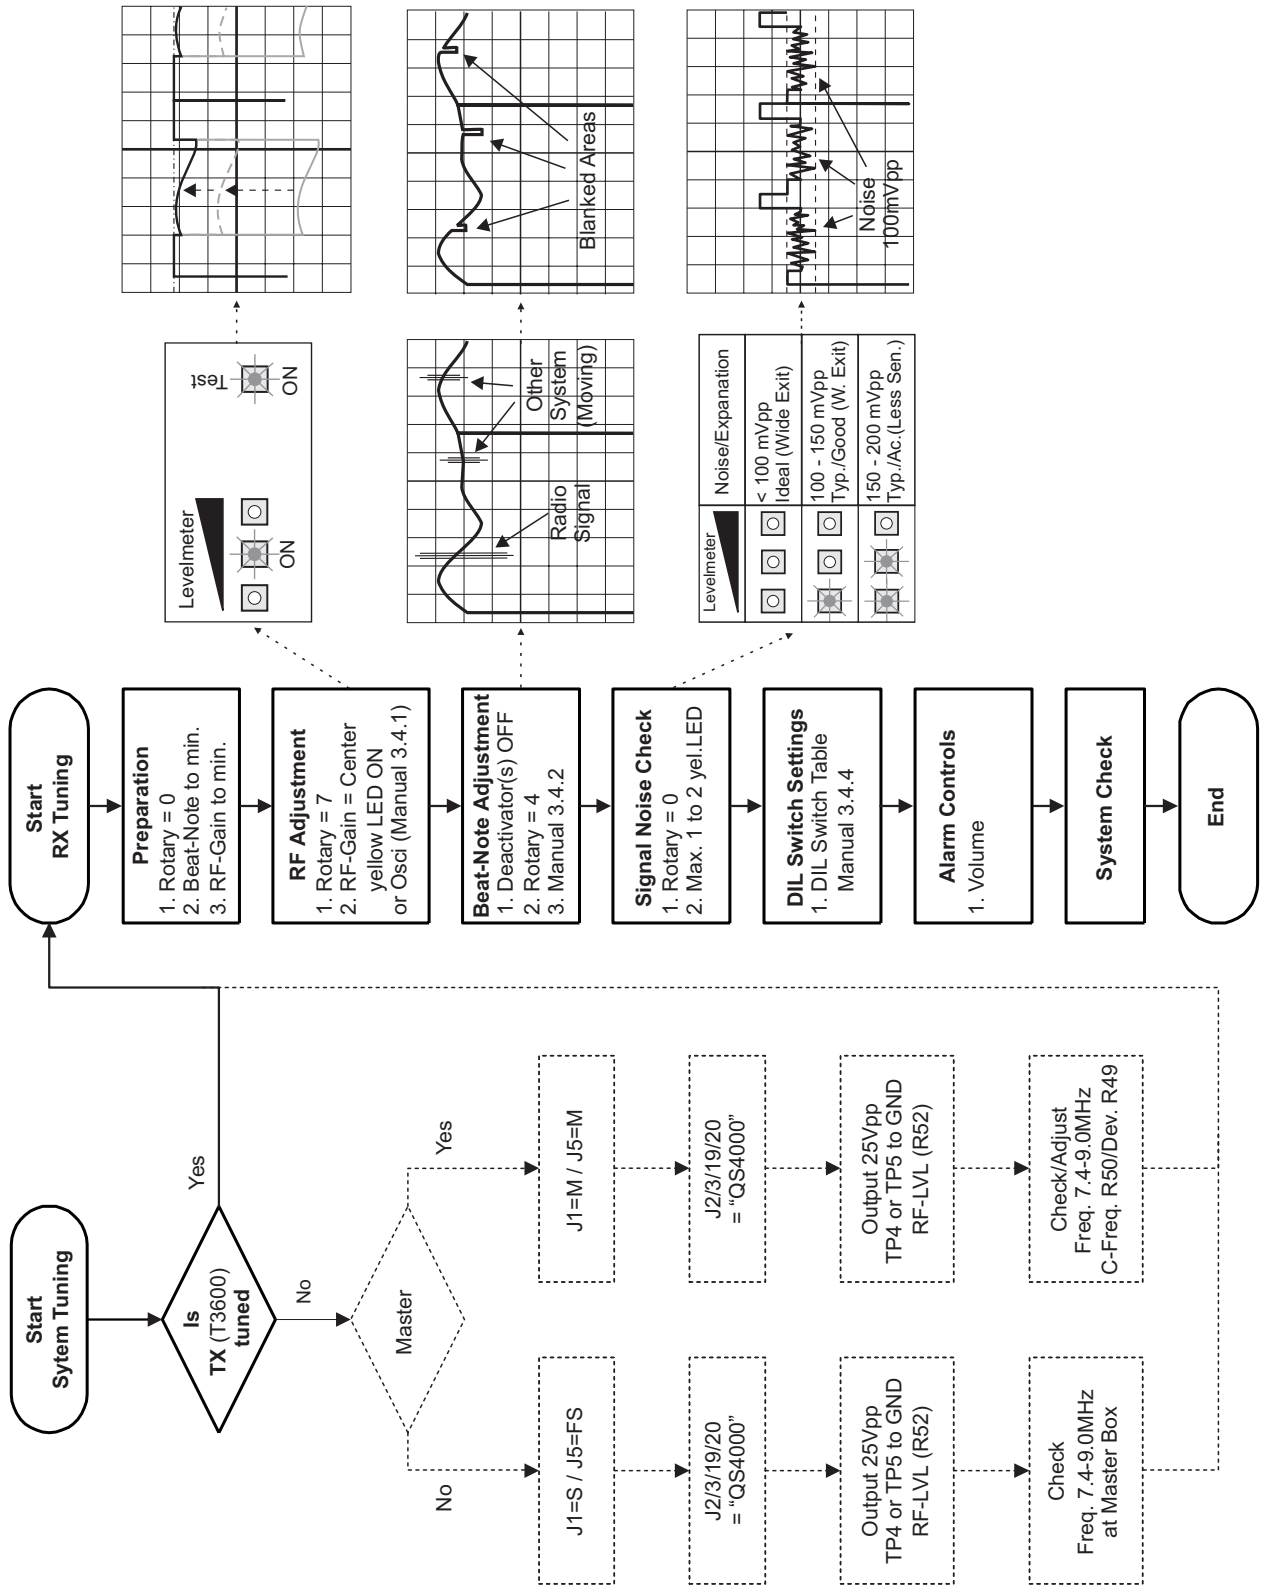 Start
Sytem Tuning
Is
TX (T3600)
tuned
Yes
No
Master
No
Yes
J1=S / J5=FS
J2/3/19/20
= “QS4000”
Output 25Vpp
TP4 or TP5 to GND
RF-LVL (R52)
Check
Freq. 7.4-9.0MHz
at Master Box
J1=M / J5=M
J2/3/19/20
= “QS4000”
Output 25Vpp
TP4 or TP5 to GND
RF-LVL (R52)
Check/Adjust
Freq. 7.4-9.0MHz
C-Freq. R50/Dev. R49
Start
RX Tuning
Preparation
1. Rotary = 0
2. Beat-Note to min.
3. RF-Gain to min.
RF Adjustment
1. Rotary = 7
2. RF-Gain = Center
yellow LED ON
or Osci (Manual 3.4.1)
Beat-Note Adjustment
1. Deactivator(s) OFF
2. Rotary = 4
3. Manual 3.4.2
Signal Noise Check
1. Rotary = 0
2. Max. 1 to 2 yel.LED
DIL Switch Settings
1. DIL Switch Table
Manual 3.4.4
Alarm Controls
1. Volume
System Check
End
Levelmeter
ON
Test
ON
Radio
Signal
Other
System
(Moving)
Blanked Areas
Levelmeter
Noise/Expanation
< 100 mVpp
Ideal (Wide Exit)
100 - 150 mVpp
Typ./Good (W. Exit)
150 - 200 mVpp
Typ./Ac.(Less Sen.)
Noise
100mVpp